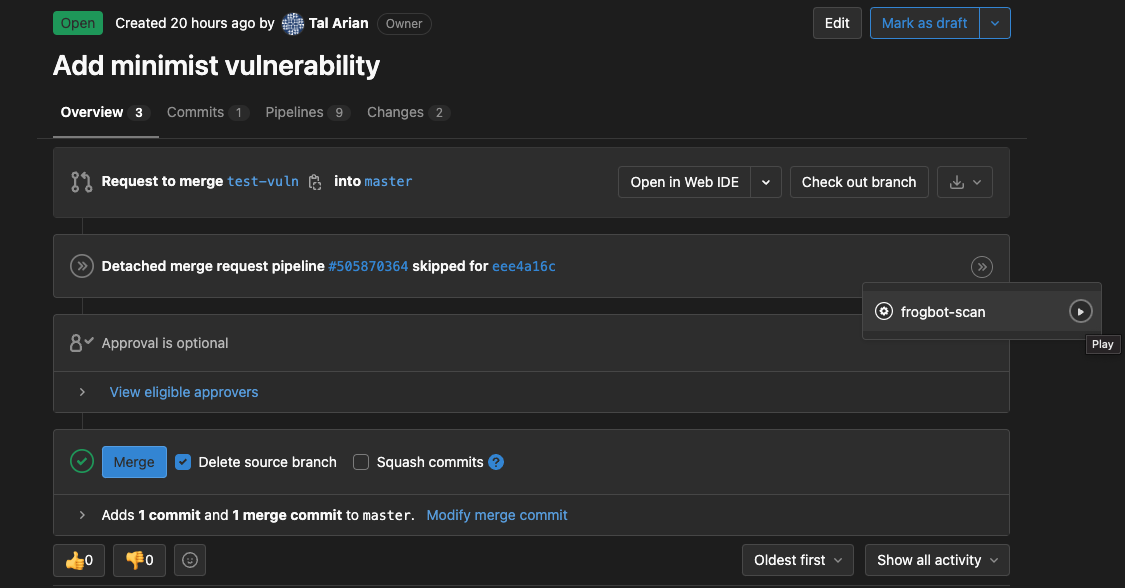 Open Created 20 hours ago by Tal Arian Owner Edit Mark as draft
Add minimist vulnerability
Overview 3 Commits 1 Pipelines 9 Changes 2
Request to merge test-vuln into master Open in Web IDE Check out branch
Detached merge request pipeline #505870364 skipped for eee4a16c
frogbot-scan
Play
Approval is optional
View eligible approvers
Merge Delete source branch Squash commits ?
Adds 1 commit and 1 merge commit to master. Modify merge commit
👍0 👎0 Oldest first Show all activity